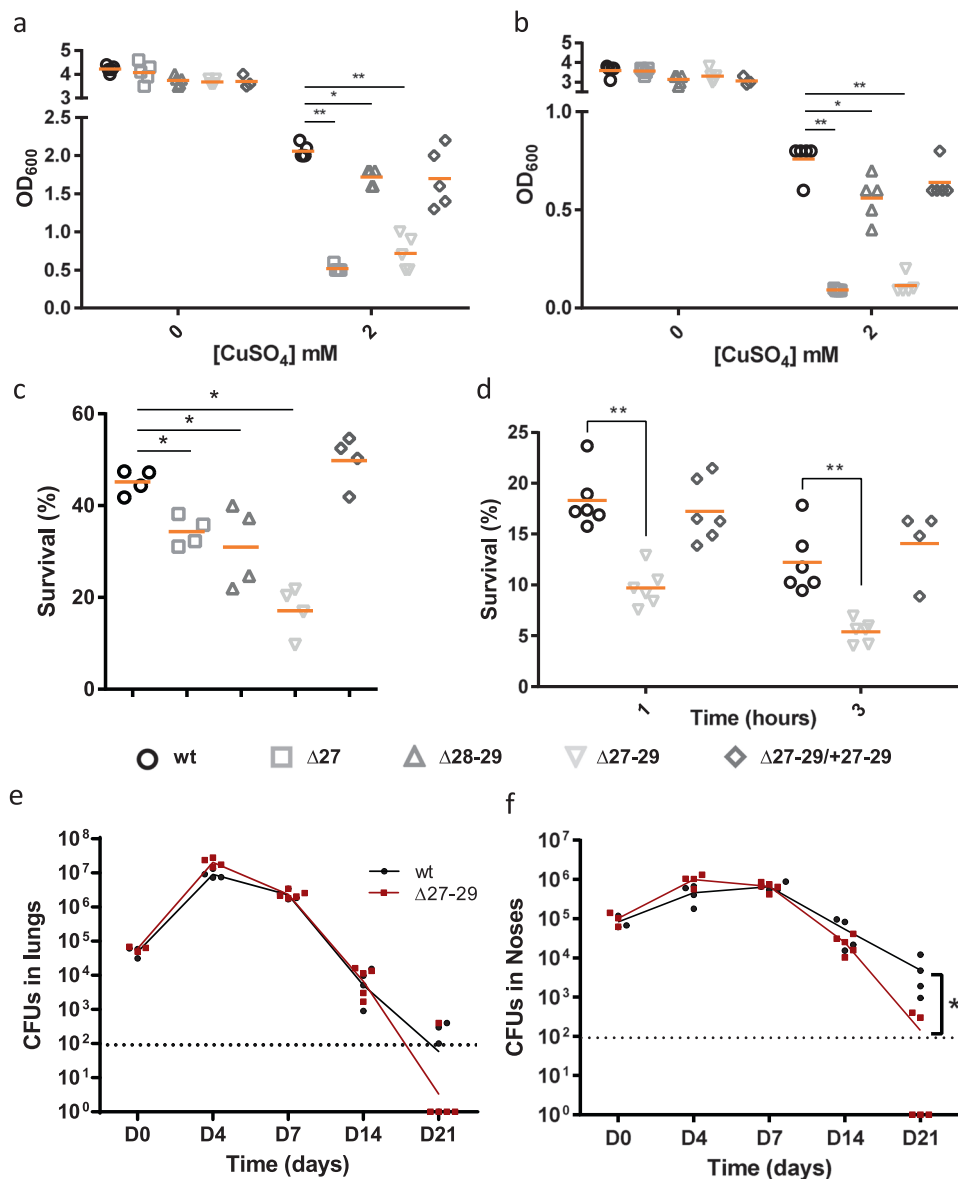 a
b
5
4
3
2.0
1.5
1.0
0.5
0.0
OD600
**
*
**
0
2
[CuSO4] mM
5
4
3
1.0
0.5
0.0
OD600
**
*
**
0
2
[CuSO4] mM
c
d
60
40
20
0
Survival (%)
*
*
*
25
20
15
10
5
0
Survival (%)
**
**
1
3
Time (hours)
wt
Δ27
Δ28-29
Δ27-29
Δ27-29/+27-29
e
f
10^8
10^7
10^6
10^5
10^4
10^3
10^2
10^1
10^0
CFUs in lungs
wt
Δ27-29
D0 D4 D7 D14 D21
Time (days)
10^7
10^6
10^5
10^4
10^3
10^2
10^1
10^0
CFUs in Noses
*
D0 D4 D7 D14 D21
Time (days)